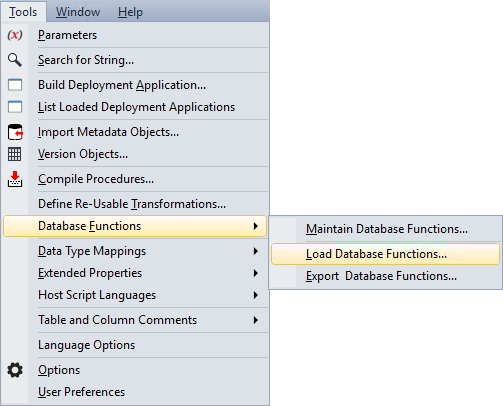 Tools Window Help
(x) Parameters
Search for String...
Build Deployment Application...
List Loaded Deployment Applications
Import Metadata Objects...
Version Objects...
Compile Procedures...
Define Re-Usable Transformations...
Database Functions
Maintain Database Functions...
Load Database Functions...
Export Database Functions...
Data Type Mappings
Extended Properties
Host Script Languages
Table and Column Comments
Language Options
Options
User Preferences